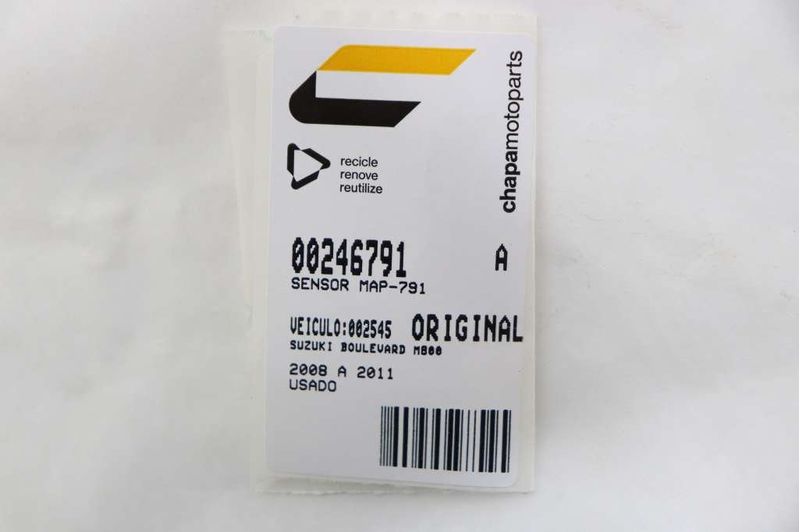 recicle
renove
reutilize
chapamotoparts
00246791 A
SENSOR MAP-791
VEICULO:002545 ORIGINAL
SUZUKI BOULEVARD M800
2008 A 2011
USADO